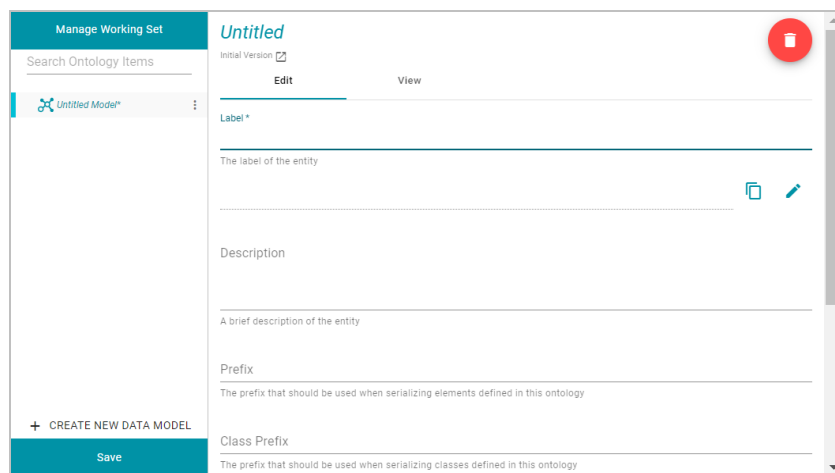 Manage Working Set
Search Ontology Items
Untitled Model*
+ CREATE NEW DATA MODEL
Save
Untitled
Initial Version
Edit View
Label *
The label of the entity
Description
A brief description of the entity
Prefix
The prefix that should be used when serializing elements defined in this ontology
Class Prefix
The prefix that should be used when serializing classes defined in this ontology